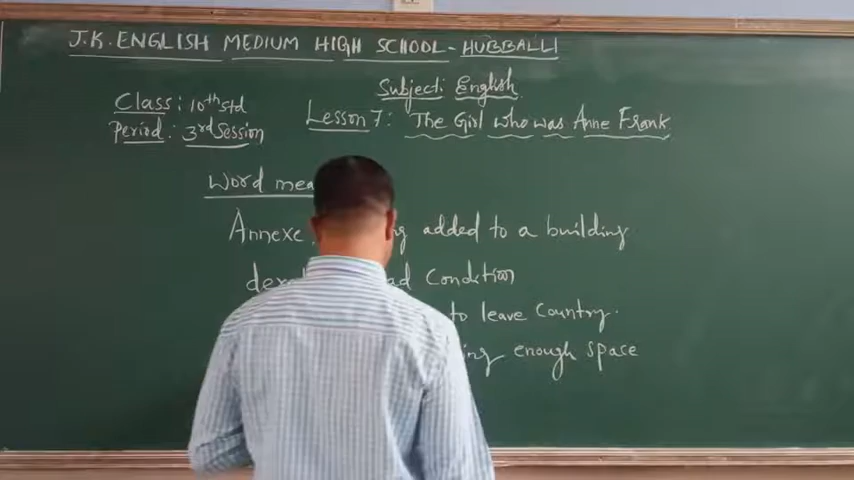 J.K. ENGLISH MEDIUM HIGH SCHOOL - HUBBALLI
Subject: English
Class: 10th std
Period: 3rd Session
Lesson 7: The Girl Who was Anne Frank
Word
Annexe added to a building
condition
to leave Country.
enough space